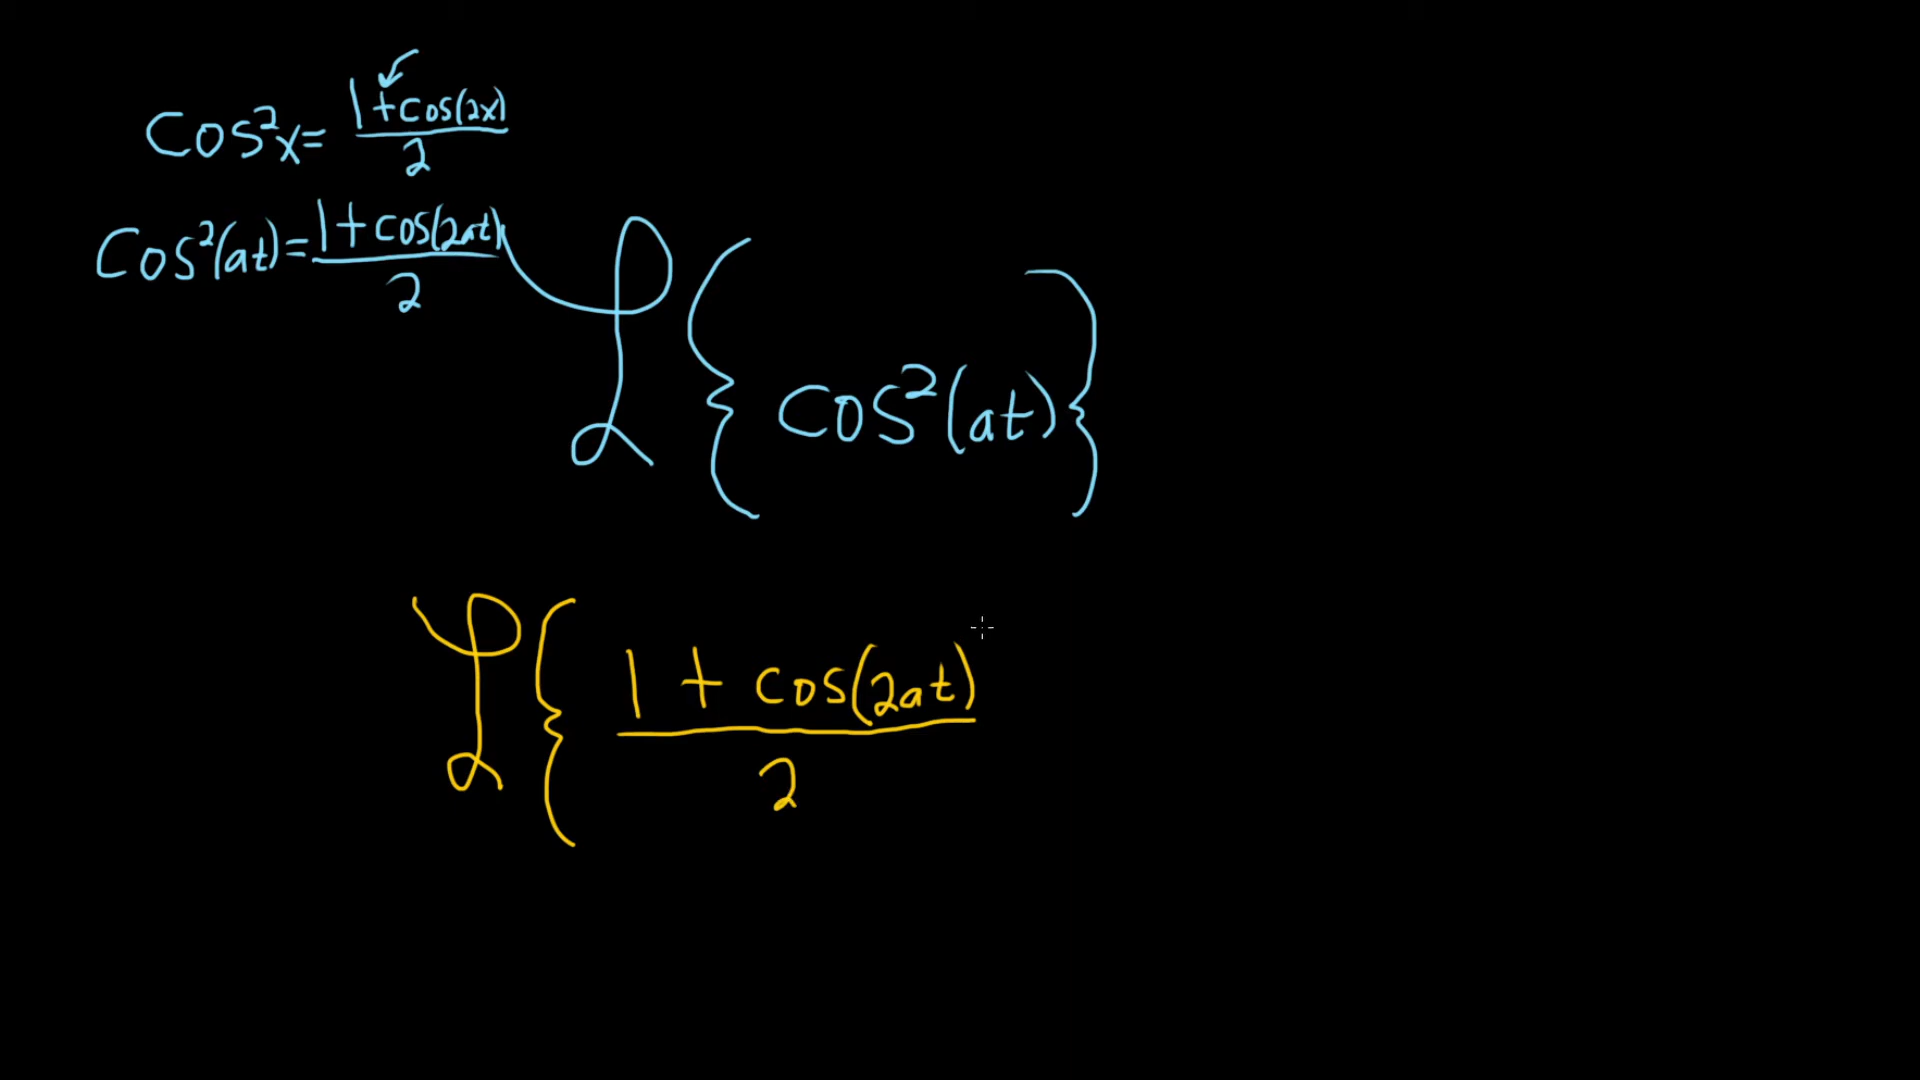 cos²x = (1 + cos(2x))/2
cos²(at) = (1 + cos(2at))/2
ℒ{cos²(at)}
ℒ{ (1 + cos(2at))/2